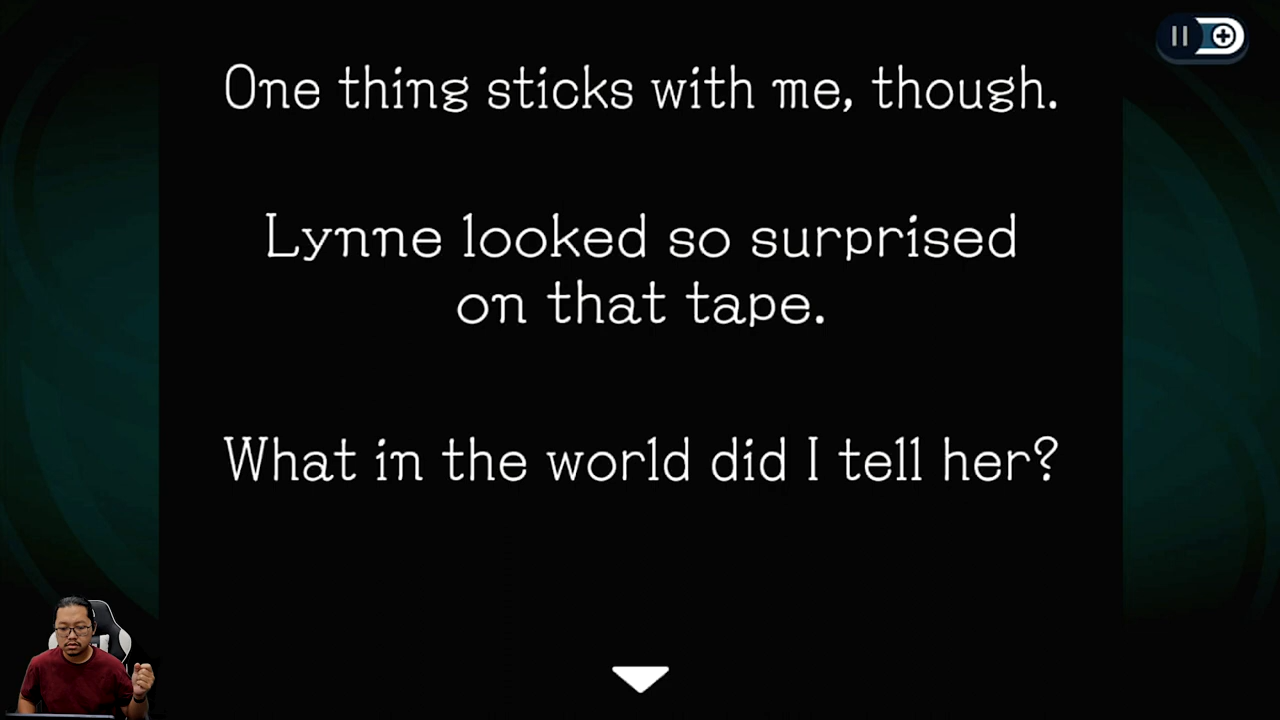 One thing sticks with me, though.
Lynne looked so surprised
on that tape.
What in the world did I tell her?